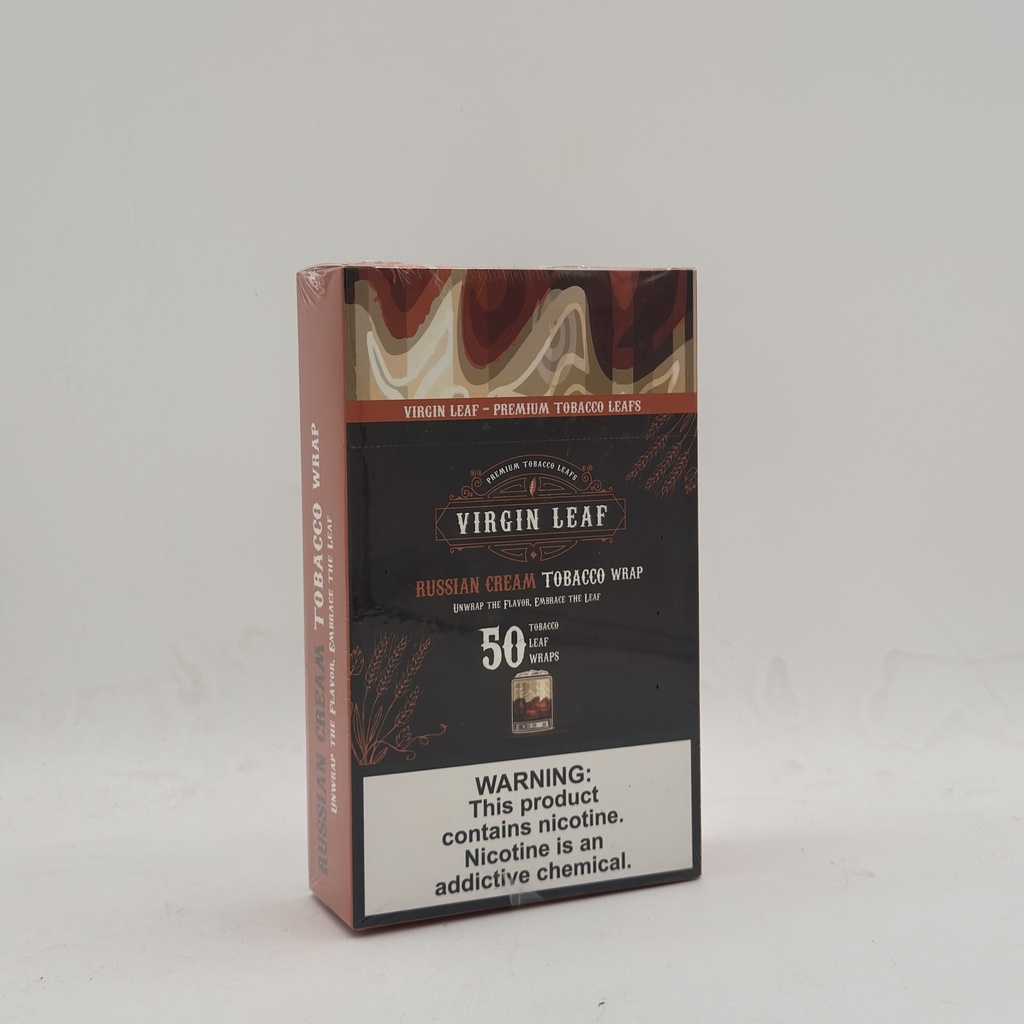 VIRGIN LEAF - PREMIUM TOBACCO LEAFS
PREMIUM TOBACCO LEAFS
VIRGIN LEAF
RUSSIAN CREAM TOBACCO WRAP
UNWRAP THE FLAVOR, EMBRACE THE LEAF
50 TOBACCO
LEAF
WRAPS
WARNING:
This product
contains nicotine.
Nicotine is an
addictive chemical.
RUSSIAN CREAM TOBACCO WRAP
UNWRAP THE FLAVOR, EMBRACE THE LEAF